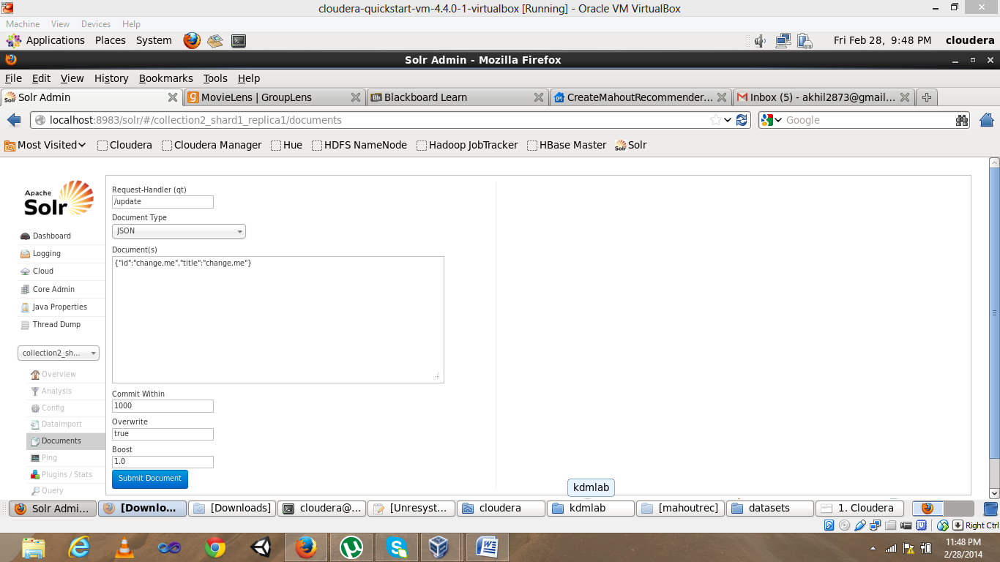 cloudera-quickstart-vm-4.4.0-1-virtualbox [Running] - Oracle VM VirtualBox
Machine View Devices Help
Applications Places System Fri Feb 28, 9:48 PM cloudera
Solr Admin - Mozilla Firefox
File Edit View History Bookmarks Tools Help
Solr Admin MovieLens | GroupLens Blackboard Learn CreateMahoutRecommender... Inbox (5) - akhil2873@gmail...
localhost:8983/solr/#/collection2_shard1_replica1/documents Google
Most Visited Cloudera Cloudera Manager Hue HDFS NameNode Hadoop JobTracker HBase Master Solr
Apache
Solr
Dashboard
Logging
Cloud
Core Admin
Java Properties
Thread Dump
collection2_sh...
Overview
Analysis
Config
Dataimport
Documents
Ping
Plugins / Stats
Query
Request-Handler (qt)
/update
Document Type
JSON
Document(s)
{"id":"change.me","title":"change.me"}
Commit Within
1000
Overwrite
true
Boost
1.0
Submit Document
kdmlab
Solr Admi... [Downlo... [Downloads] cloudera@... [Unresyst... cloudera kdmlab [mahoutrec] datasets 1. Cloudera
Right Ctrl
11:48 PM
2/28/2014